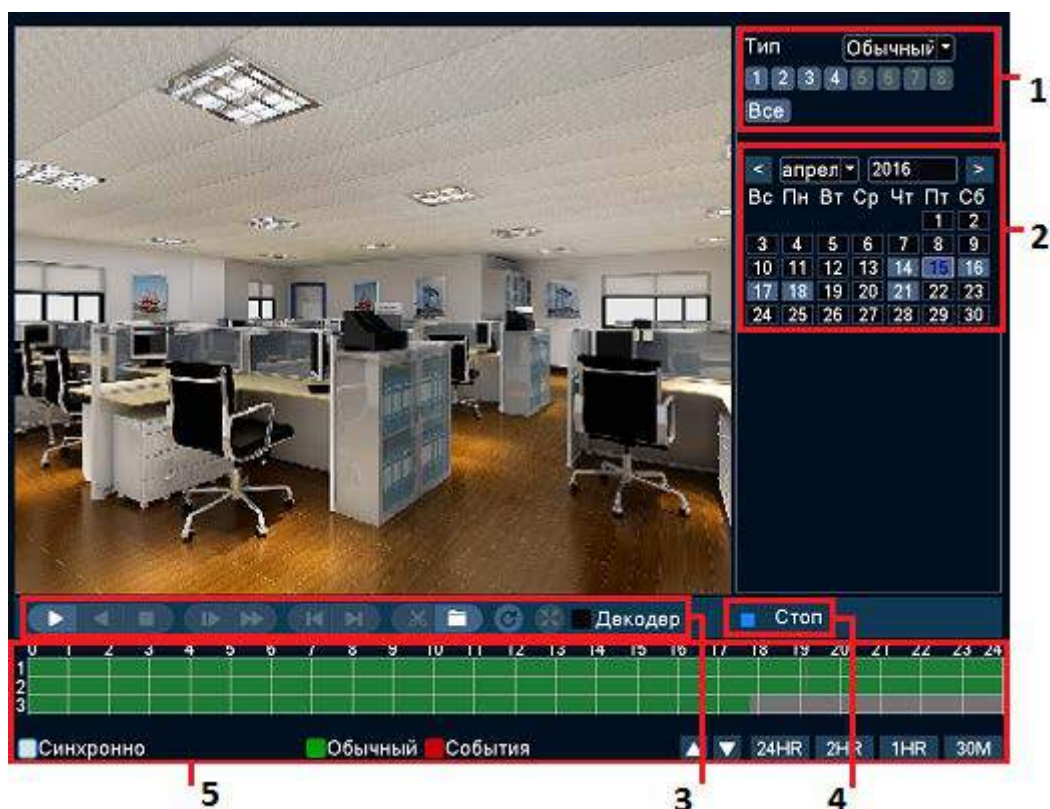 Тип Обычный
1 2 3 4 5 6 7 8
Все
1
< апрел 2016 >
Вс Пн Вт Ср Чт Пт Сб
1 2
3 4 5 6 7 8 9
10 11 12 13 14 15 16
17 18 19 20 21 22 23
24 25 26 27 28 29 30
2
Декодер
Стоп
0 1 2 3 4 5 6 7 8 9 10 11 12 13 14 15 16 17 18 19 20 21 22 23 24
1
2
3
Синхронно Обычный События 24HR 2HR 1HR 30M
5 3 4